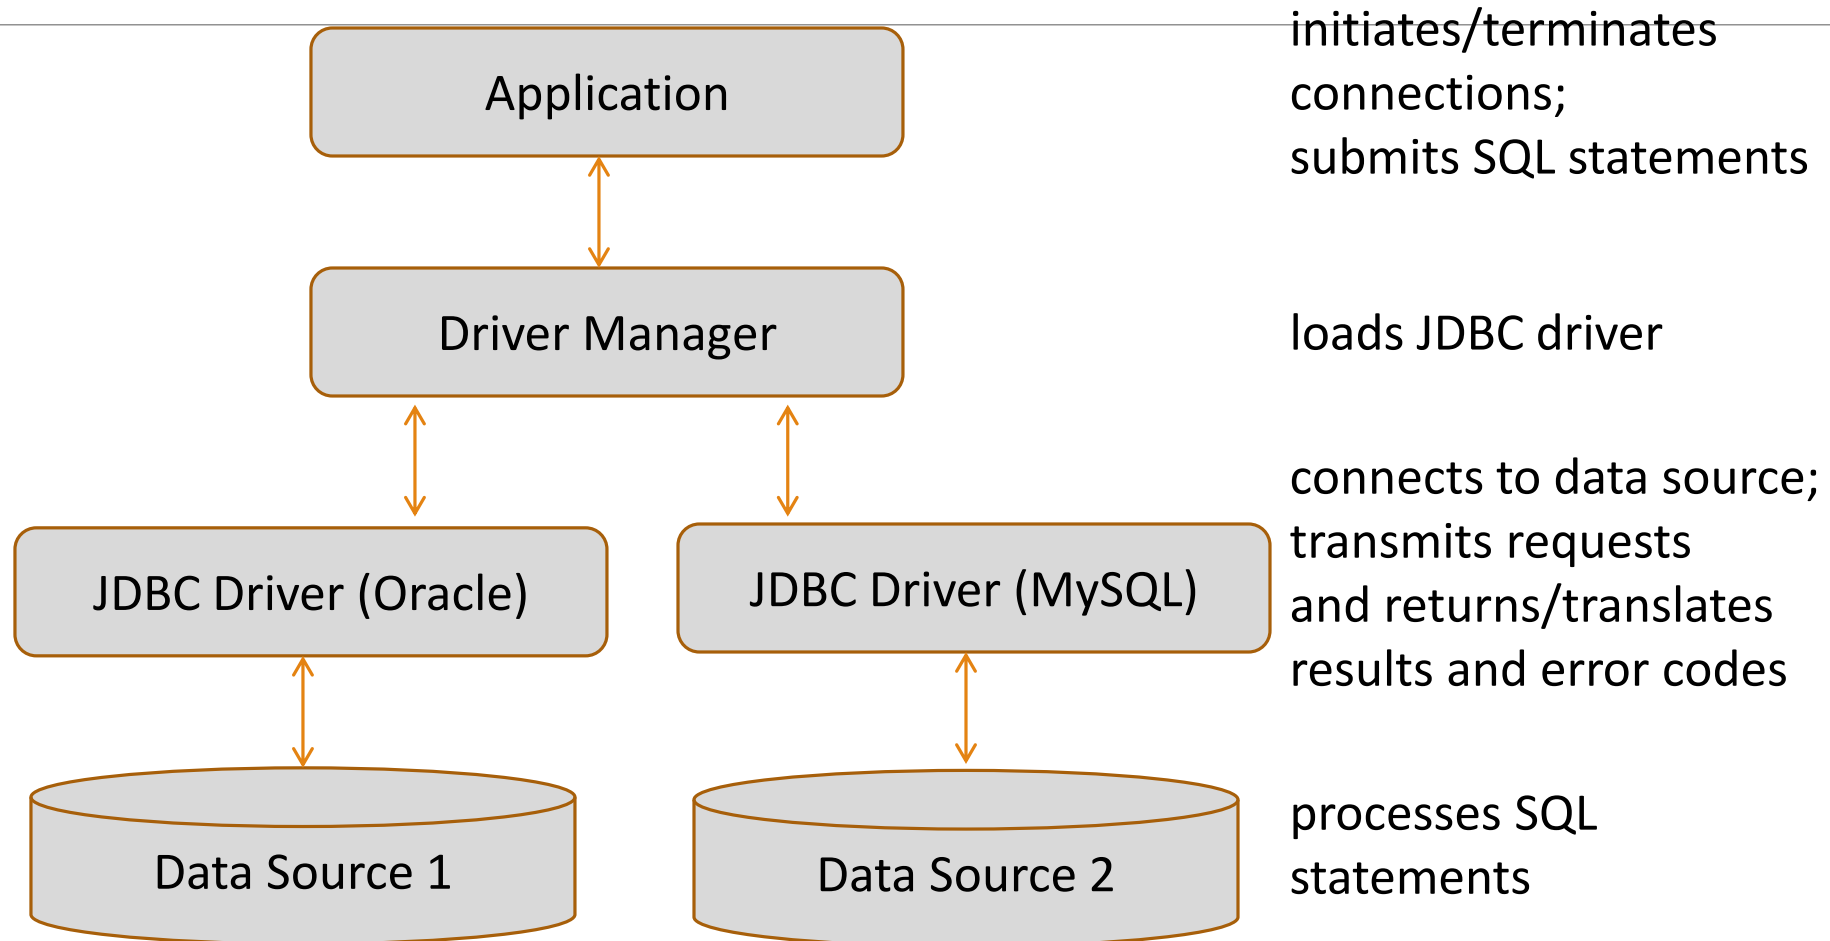 Application
initiates/terminates
connections;
submits SQL statements
Driver Manager
loads JDBC driver
JDBC Driver (Oracle)
JDBC Driver (MySQL)
connects to data source;
transmits requests
and returns/translates
results and error codes
Data Source 1
Data Source 2
processes SQL
statements